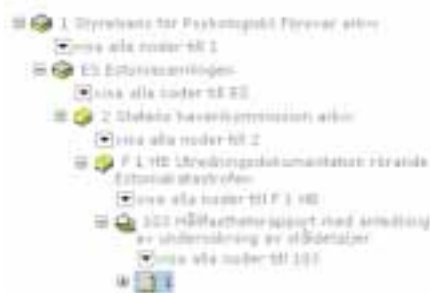 1 Styrelsens för Psykologiskt Försvar arkiv
visa alla noder till 1
ES Estoniasamlingen
visa alla noder till ES
2 Statens haverikommission arkiv
visa alla noder till 2
F 1 HB Utredningsdokumentation rörande
Estoniakatastrofen
visa alla noder till F 1 HB
103 Hållfasthetsrapport med anledning
av undersökning av ståldetaljer
visa alla noder till 103
1